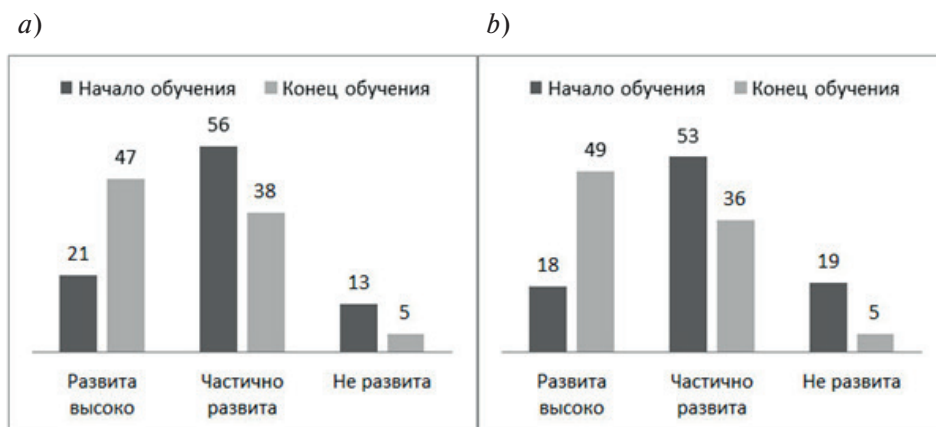 a)
Начало обучения Конец обучения
21 47 56 38 13 5
Развита высоко
Частично развита
Не развита
b)
Начало обучения Конец обучения
18 49 53 36 19 5
Развита высоко
Частично развита
Не развита